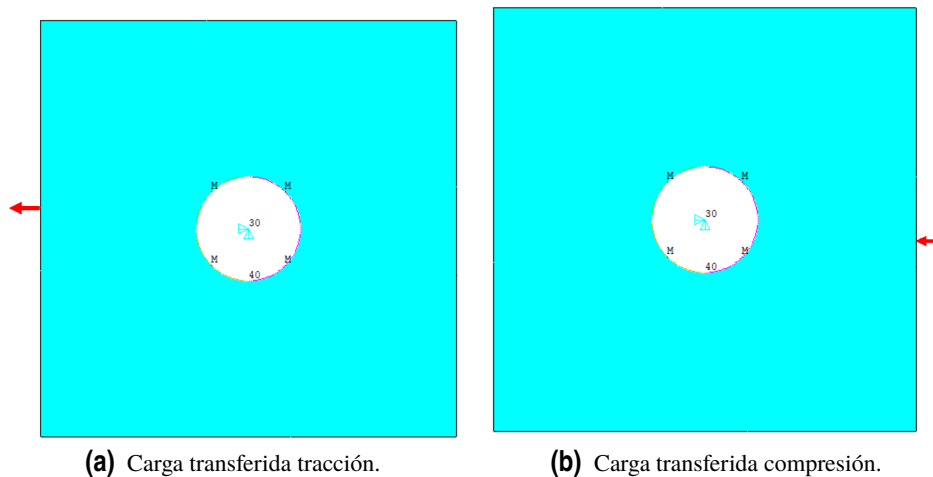 M M
30
M M
40
M M
30
M M
40
(a) Carga transferida tracción.
(b) Carga transferida compresión.